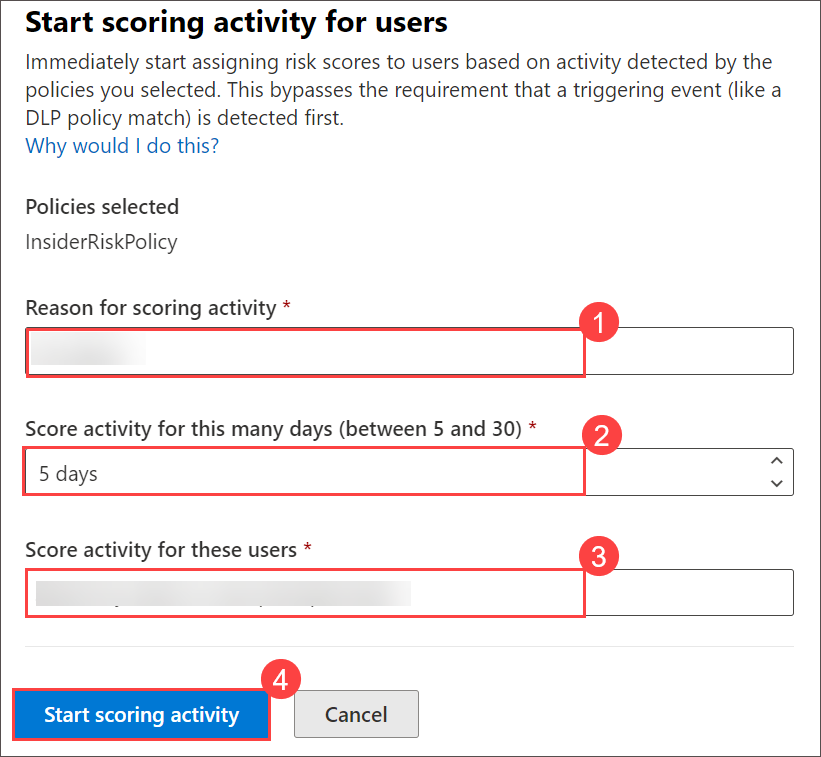 Start scoring activity for users
Immediately start assigning risk scores to users based on activity detected by the
policies you selected. This bypasses the requirement that a triggering event (like a
DLP policy match) is detected first.
Why would I do this?
Policies selected
InsiderRiskPolicy
Reason for scoring activity *
1
Score activity for this many days (between 5 and 30) *
2
5 days
Score activity for these users *
3
4
Start scoring activity
Cancel